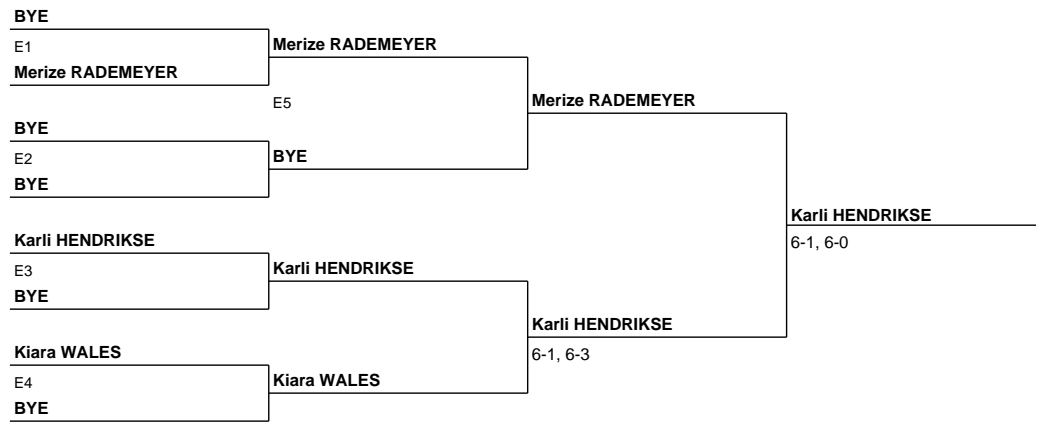 BYE
E1
Merize RADEMEYER
Merize RADEMEYER
E5
Merize RADEMEYER
BYE
E2
BYE
BYE
Karli HENDRIKSE
6-1, 6-0
Karli HENDRIKSE
E3
Karli HENDRIKSE
BYE
Karli HENDRIKSE
6-1, 6-3
Kiara WALES
E4
Kiara WALES
BYE